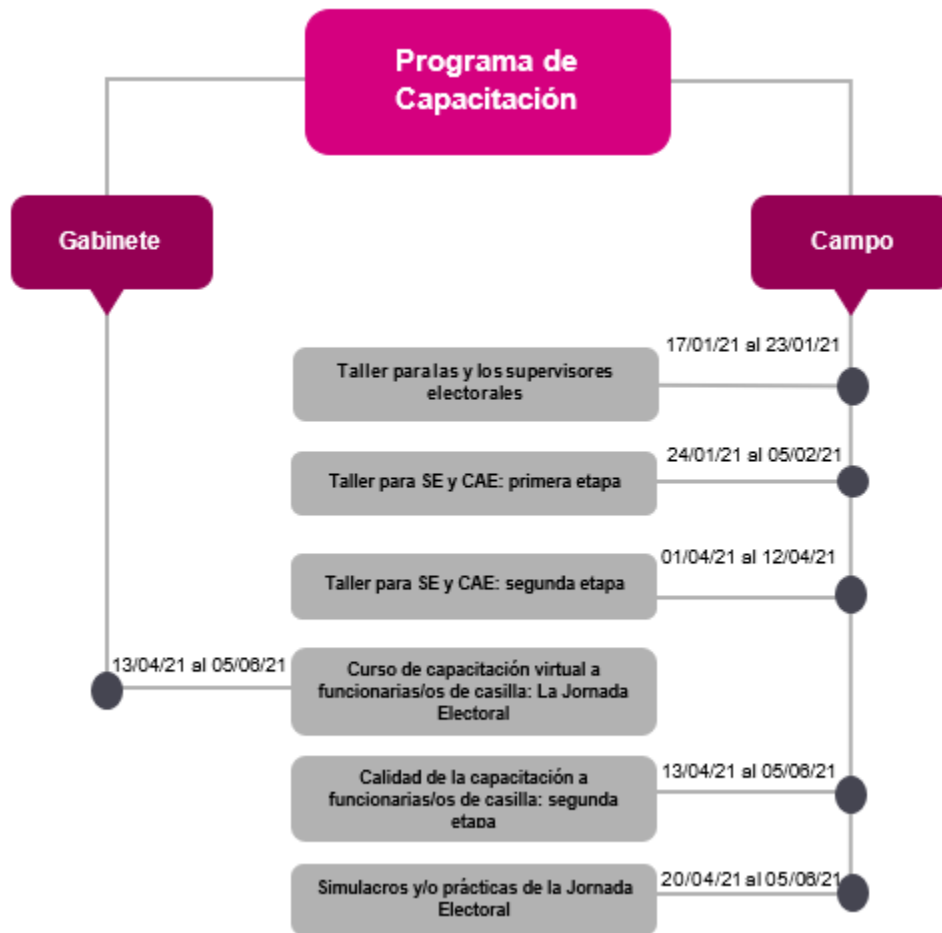 Programa de
Capacitación
Gabinete
Campo
17/01/21 al 23/01/21
Taller para las y los supervisores
electorales
24/01/21 al 05/02/21
Taller para SE y CAE: primera etapa
01/04/21 al 12/04/21
Taller para SE y CAE: segunda etapa
13/04/21 al 05/06/21
Curso de capacitación virtual a
funcionarias/os de casilla: La Jornada
Electoral
13/04/21 al 05/06/21
Calidad de la capacitación a
funcionarias/os de casilla: segunda
etapa
20/04/21 al 05/06/21
Simulacros y/o prácticas de la Jornada
Electoral